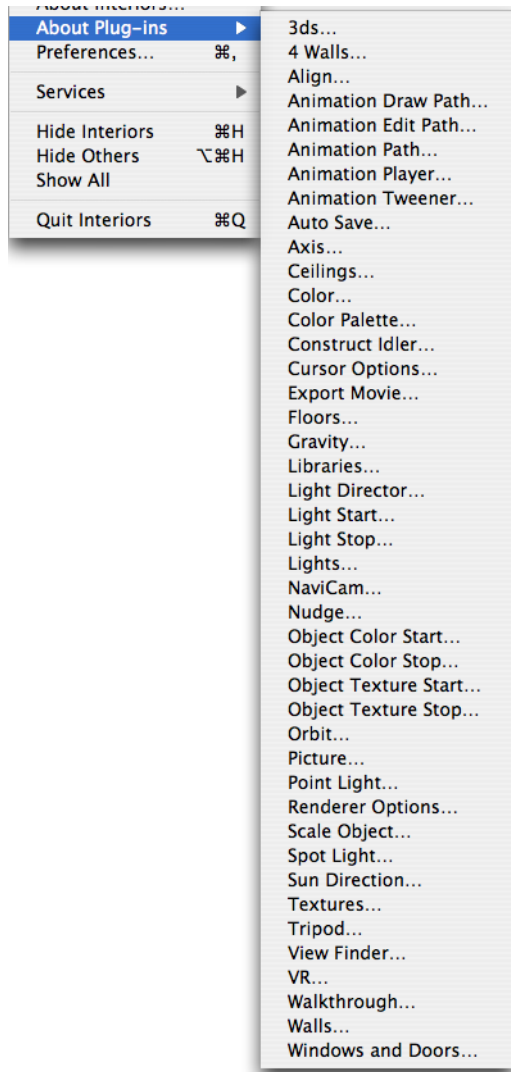 About Interiors...
About Plug-ins
Preferences... ⌘,
Services
Hide Interiors ⌘H
Hide Others ⌥⌘H
Show All
Quit Interiors ⌘Q
3ds...
4 Walls...
Align...
Animation Draw Path...
Animation Edit Path...
Animation Path...
Animation Player...
Animation Tweener...
Auto Save...
Axis...
Ceilings...
Color...
Color Palette...
Construct Idler...
Cursor Options...
Export Movie...
Floors...
Gravity...
Libraries...
Light Director...
Light Start...
Light Stop...
Lights...
NaviCam...
Nudge...
Object Color Start...
Object Color Stop...
Object Texture Start...
Object Texture Stop...
Orbit...
Picture...
Point Light...
Renderer Options...
Scale Object...
Spot Light...
Sun Direction...
Textures...
Tripod...
View Finder...
VR...
Walkthrough...
Walls...
Windows and Doors...